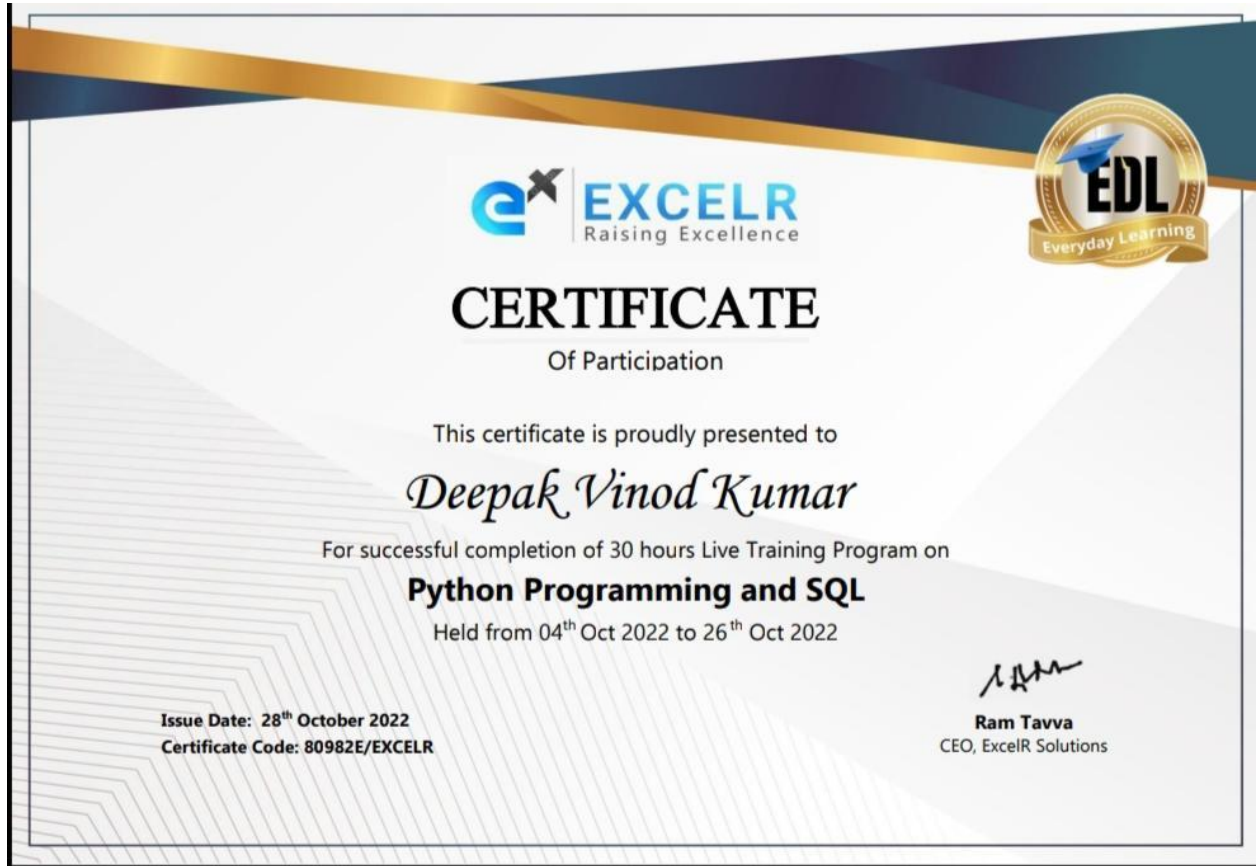 ex EXCELR
Raising Excellence
EDL
Everyday Learning
CERTIFICATE
Of Participation
This certificate is proudly presented to
Deepak Vinod Kumar
For successful completion of 30 hours Live Training Program on
Python Programming and SQL
Held from 04th Oct 2022 to 26th Oct 2022
Issue Date: 28th October 2022
Certificate Code: 80982E/EXCELR
Ram Tavva
CEO, ExcelR Solutions